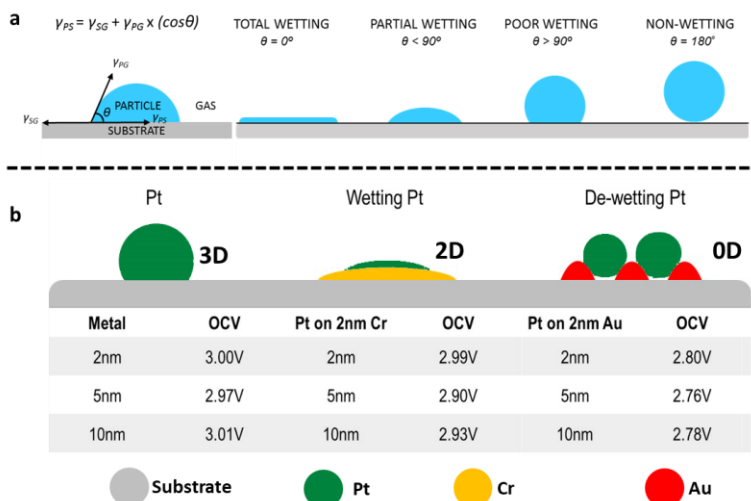 a
γPS = γSG + γPG x (cosθ)
TOTAL WETTING
θ = 0º
PARTIAL WETTING
θ < 90º
POOR WETTING
θ > 90º
NON-WETTING
θ = 180°
γPG
GAS
PARTICLE
θ
γSG
γPS
SUBSTRATE
b
Pt
Wetting Pt
De-wetting Pt
3D
2D
0D
Metal OCV Pt on 2nm Cr OCV Pt on 2nm Au OCV
2nm 3.00V 2nm 2.99V 2nm 2.80V
5nm 2.97V 5nm 2.90V 5nm 2.76V
10nm 3.01V 10nm 2.93V 10nm 2.78V
Substrate Pt Cr Au